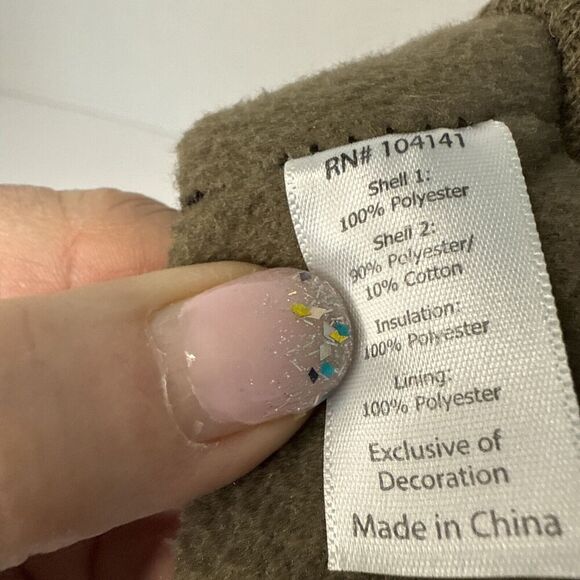 RN# 104141
Shell 1:
100% Polyester
Shell 2:
90% Polyester/
10% Cotton
Insulation:
100% Polyester
Lining:
100% Polyester
Exclusive of
Decoration
Made in China